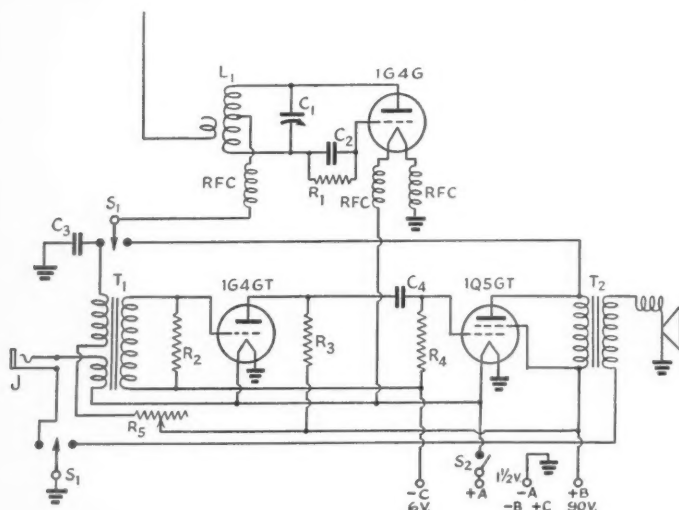 L1
1G4G
C1
C2
R1
RFC
RFC
RFC
S1
C3
T1
1G4GT
C4
1Q5GT
T2
R2
R3
R4
J
R5
S1
S2
-C
6V.
+A
1½V
-A
-B +C
+B
90V.